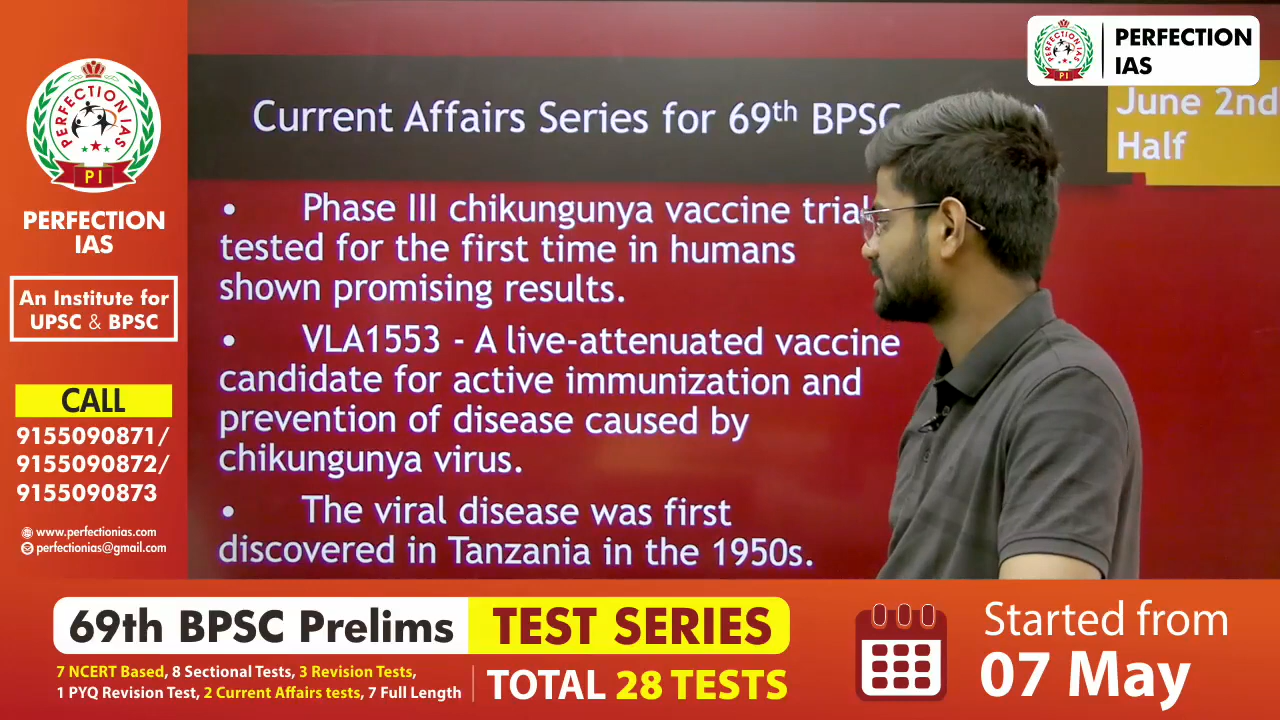 PERFECTION IAS
PI
PERFECTION
IAS
An Institute for
UPSC & BPSC
CALL
9155090871/
9155090872/
9155090873
www.perfectionias.com
perfectionias@gmail.com
PERFECTION IAS
PI
PERFECTION
IAS
Current Affairs Series for 69th BPSC
June 2nd
Half
• Phase III chikungunya vaccine trial
tested for the first time in humans
shown promising results.
• VLA1553 - A live-attenuated vaccine
candidate for active immunization and
prevention of disease caused by
chikungunya virus.
• The viral disease was first
discovered in Tanzania in the 1950s.
69th BPSC Prelims TEST SERIES
7 NCERT Based, 8 Sectional Tests, 3 Revision Tests,
1 PYQ Revision Test, 2 Current Affairs tests, 7 Full Length
TOTAL 28 TESTS
Started from
07 May